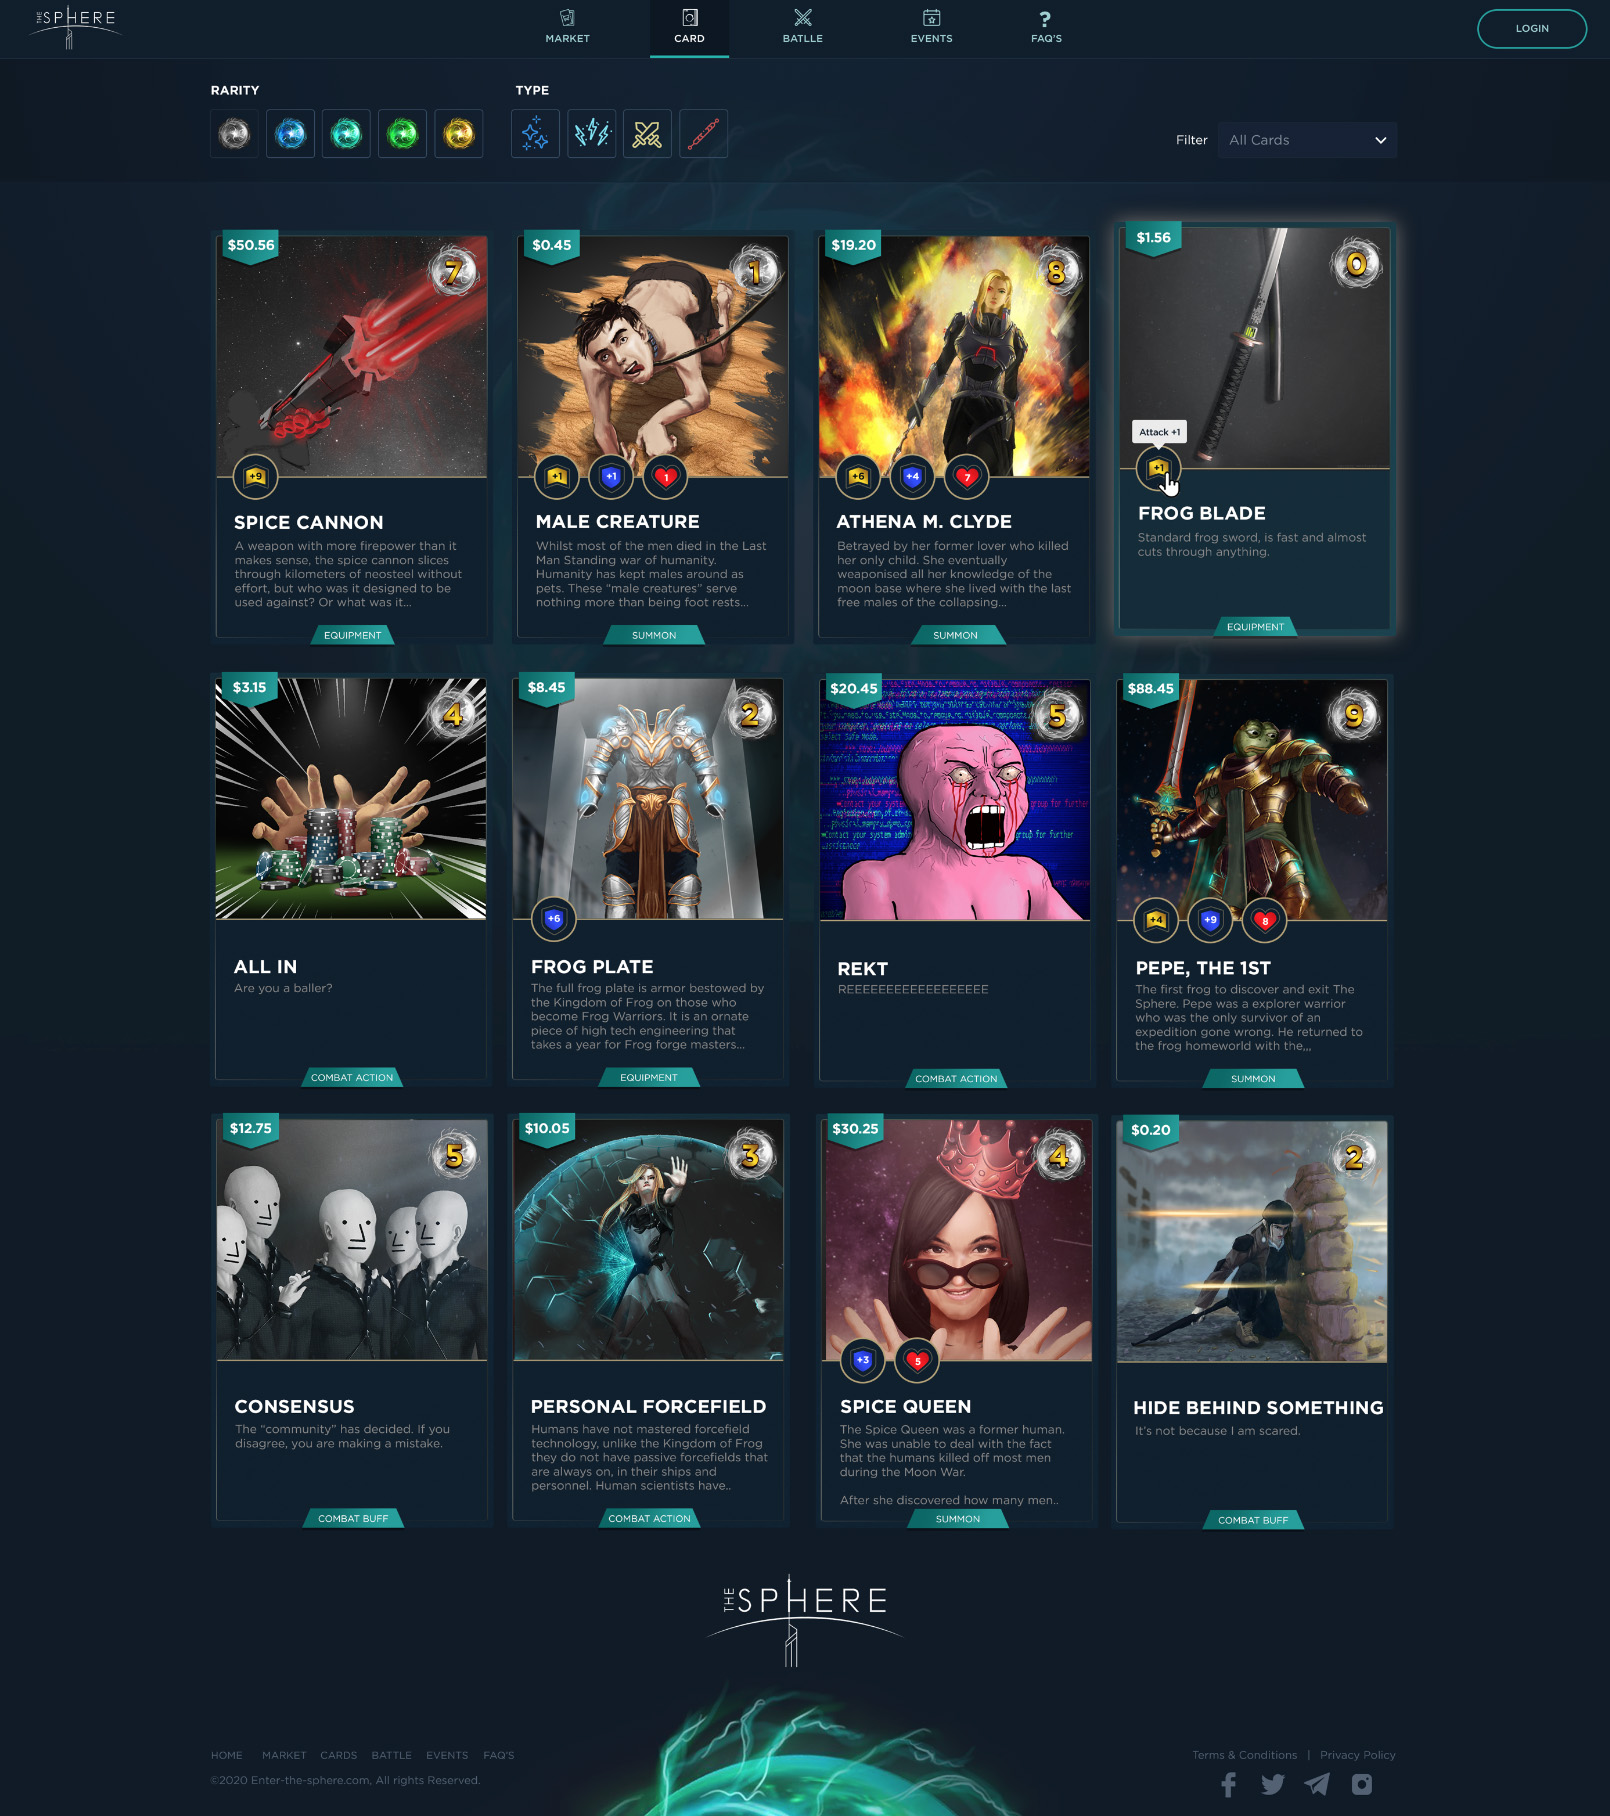 THE SPHERE
MARKET
CARD
BATLLE
EVENTS
FAQ'S
LOGIN
RARITY
TYPE
Filter
All Cards
$50.56
7
+9
SPICE CANNON
A weapon with more firepower than it
makes sense, the spice cannon slices
through kilometers of neosteel without
effort, but who was it designed to be
used against? Or what was it...
EQUIPMENT
$0.45
1
+1
+1
1
MALE CREATURE
Whilst most of the men died in the Last
Man Standing war of humanity.
Humanity has kept males around as
pets. These “male creatures” serve
nothing more than being foot rests...
SUMMON
$19.20
8
+6
+4
7
ATHENA M. CLYDE
Betrayed by her former lover who killed
her only child. She eventually
weaponised all her knowledge of the
moon base where she lived with the last
free males of the collapsing...
SUMMON
$1.56
0
Attack +1
+1
FROG BLADE
Standard frog sword, is fast and almost
cuts through anything.
EQUIPMENT
$3.15
4
ALL IN
Are you a baller?
COMBAT ACTION
$8.45
2
+6
FROG PLATE
The full frog plate is armor bestowed by
the Kingdom of Frog on those who
become Frog Warriors. It is an ornate
piece of high tech engineering that
takes a year for Frog forge masters...
EQUIPMENT
$20.45
5
REKT
REEEEEEEEEEEEEEEEEE
COMBAT ACTION
$88.45
9
+4
+9
8
PEPE, THE 1ST
The first frog to discover and exit The
Sphere. Pepe was a explorer warrior
who was the only survivor of an
expedition gone wrong. He returned to
the frog homeworld with the,,,
SUMMON
$12.75
5
CONSENSUS
The “community” has decided. If you
disagree, you are making a mistake.
COMBAT BUFF
$10.05
3
PERSONAL FORCEFIELD
Humans have not mastered forcefield
technology, unlike the Kingdom of Frog
they do not have passive forcefields that
are always on, in their ships and
personnel. Human scientists have..
COMBAT ACTION
$30.25
4
+3
5
SPICE QUEEN
The Spice Queen was a former human.
She was unable to deal with the fact
that the humans killed off most men
during the Moon War.
After she discovered how many men..
SUMMON
$0.20
2
HIDE BEHIND SOMETHING
It's not because I am scared.
COMBAT BUFF
THE SPHERE
HOME MARKET CARDS BATTLE EVENTS FAQ'S
Terms & Conditions | Privacy Policy
©2020 Enter-the-sphere.com, All rights Reserved.